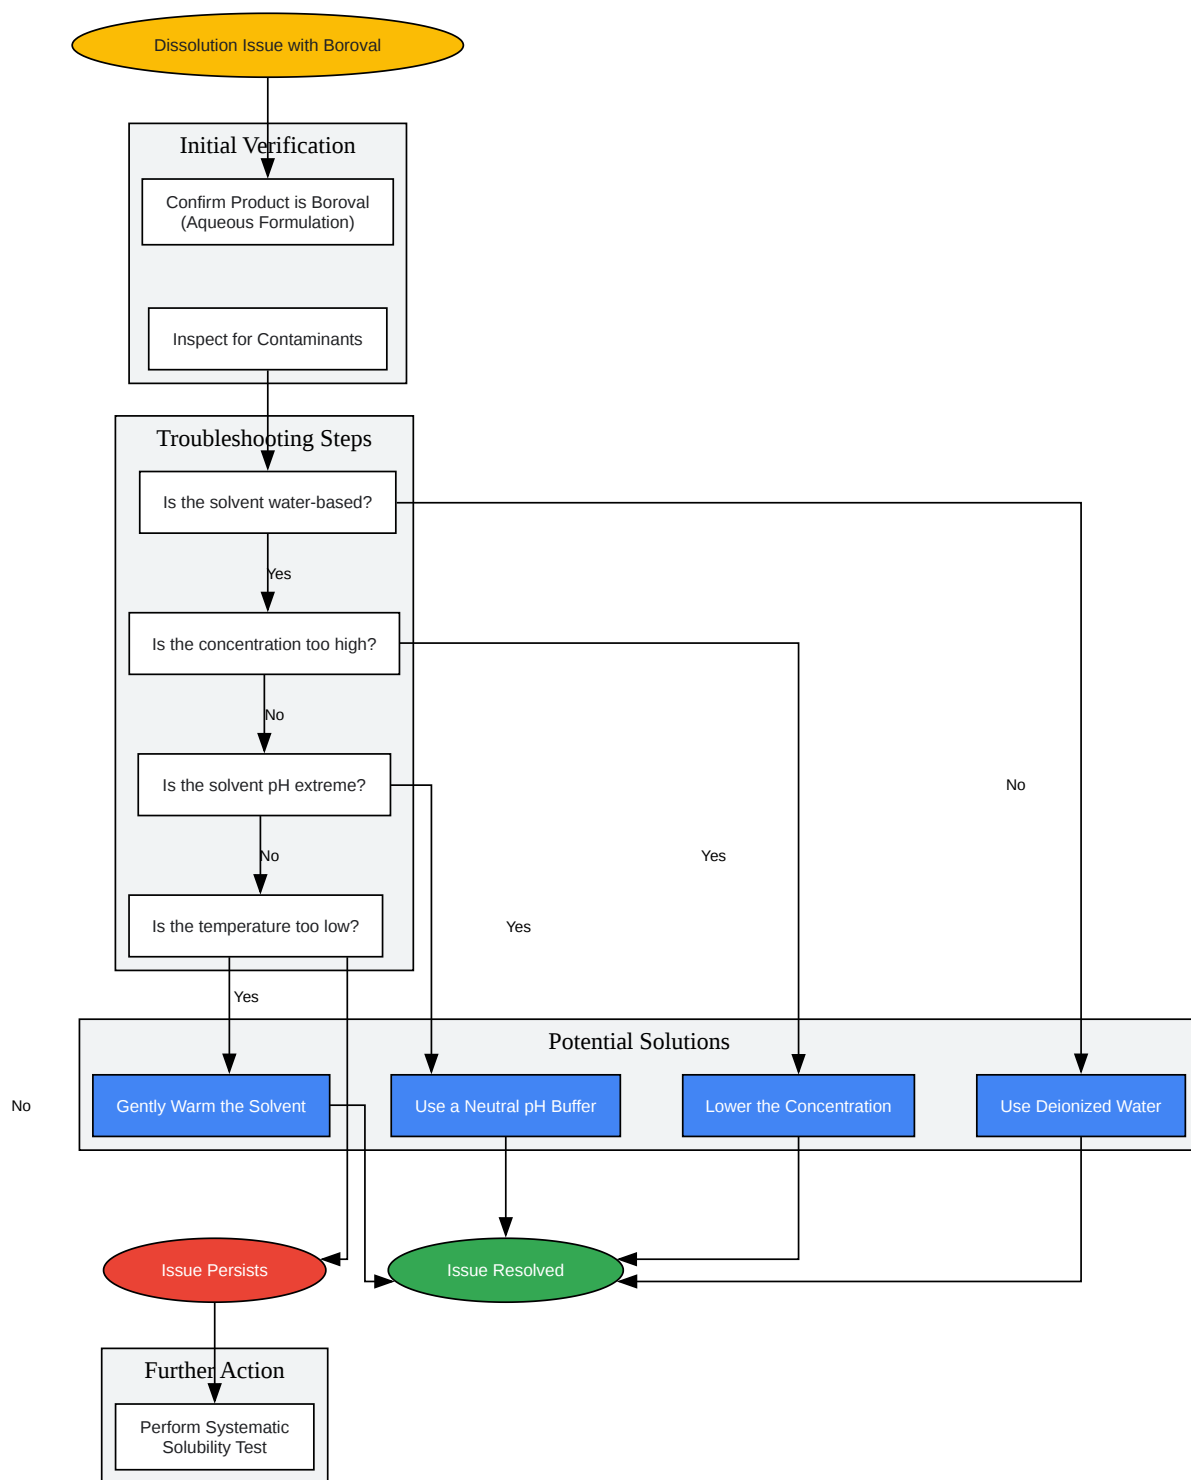 Dissolution Issue with Boroval
Initial Verification
Confirm Product is Boroval
(Aqueous Formulation)
Inspect for Contaminants
Troubleshooting Steps
Is the solvent water-based?
Yes
Is the concentration too high?
No
Is the solvent pH extreme?
No
No
Yes
Is the temperature too low?
Yes
Yes
Potential Solutions
No
Gently Warm the Solvent
Use a Neutral pH Buffer
Lower the Concentration
Use Deionized Water
Issue Persists
Issue Resolved
Further Action
Perform Systematic
Solubility Test